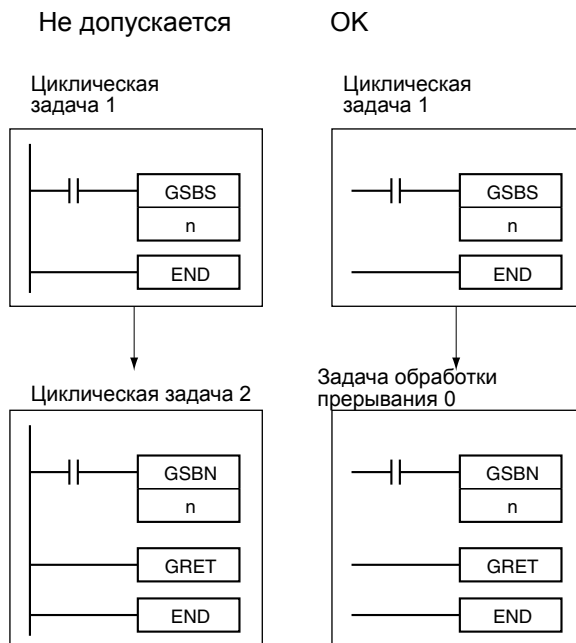 Не допускается
OK
Циклическая
задача 1
GSBS
n
END
Циклическая
задача 1
GSBS
n
END
Циклическая задача 2
GSBN
n
GRET
END
Задача обработки
прерывания 0
GSBN
n
GRET
END